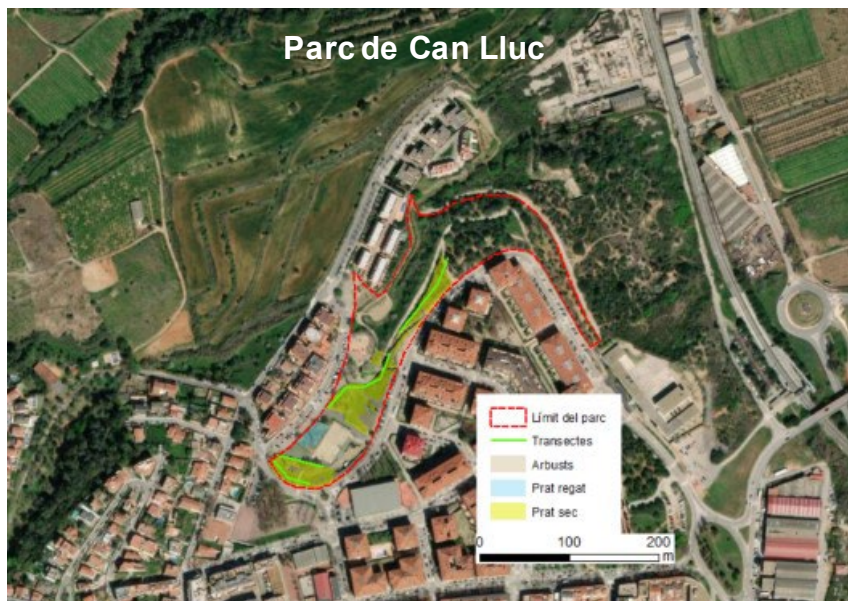 Parc de Can Lluc
Límit del parc
Transectes
Arbusts
Prat regat
Prat sec
0 100 200
m